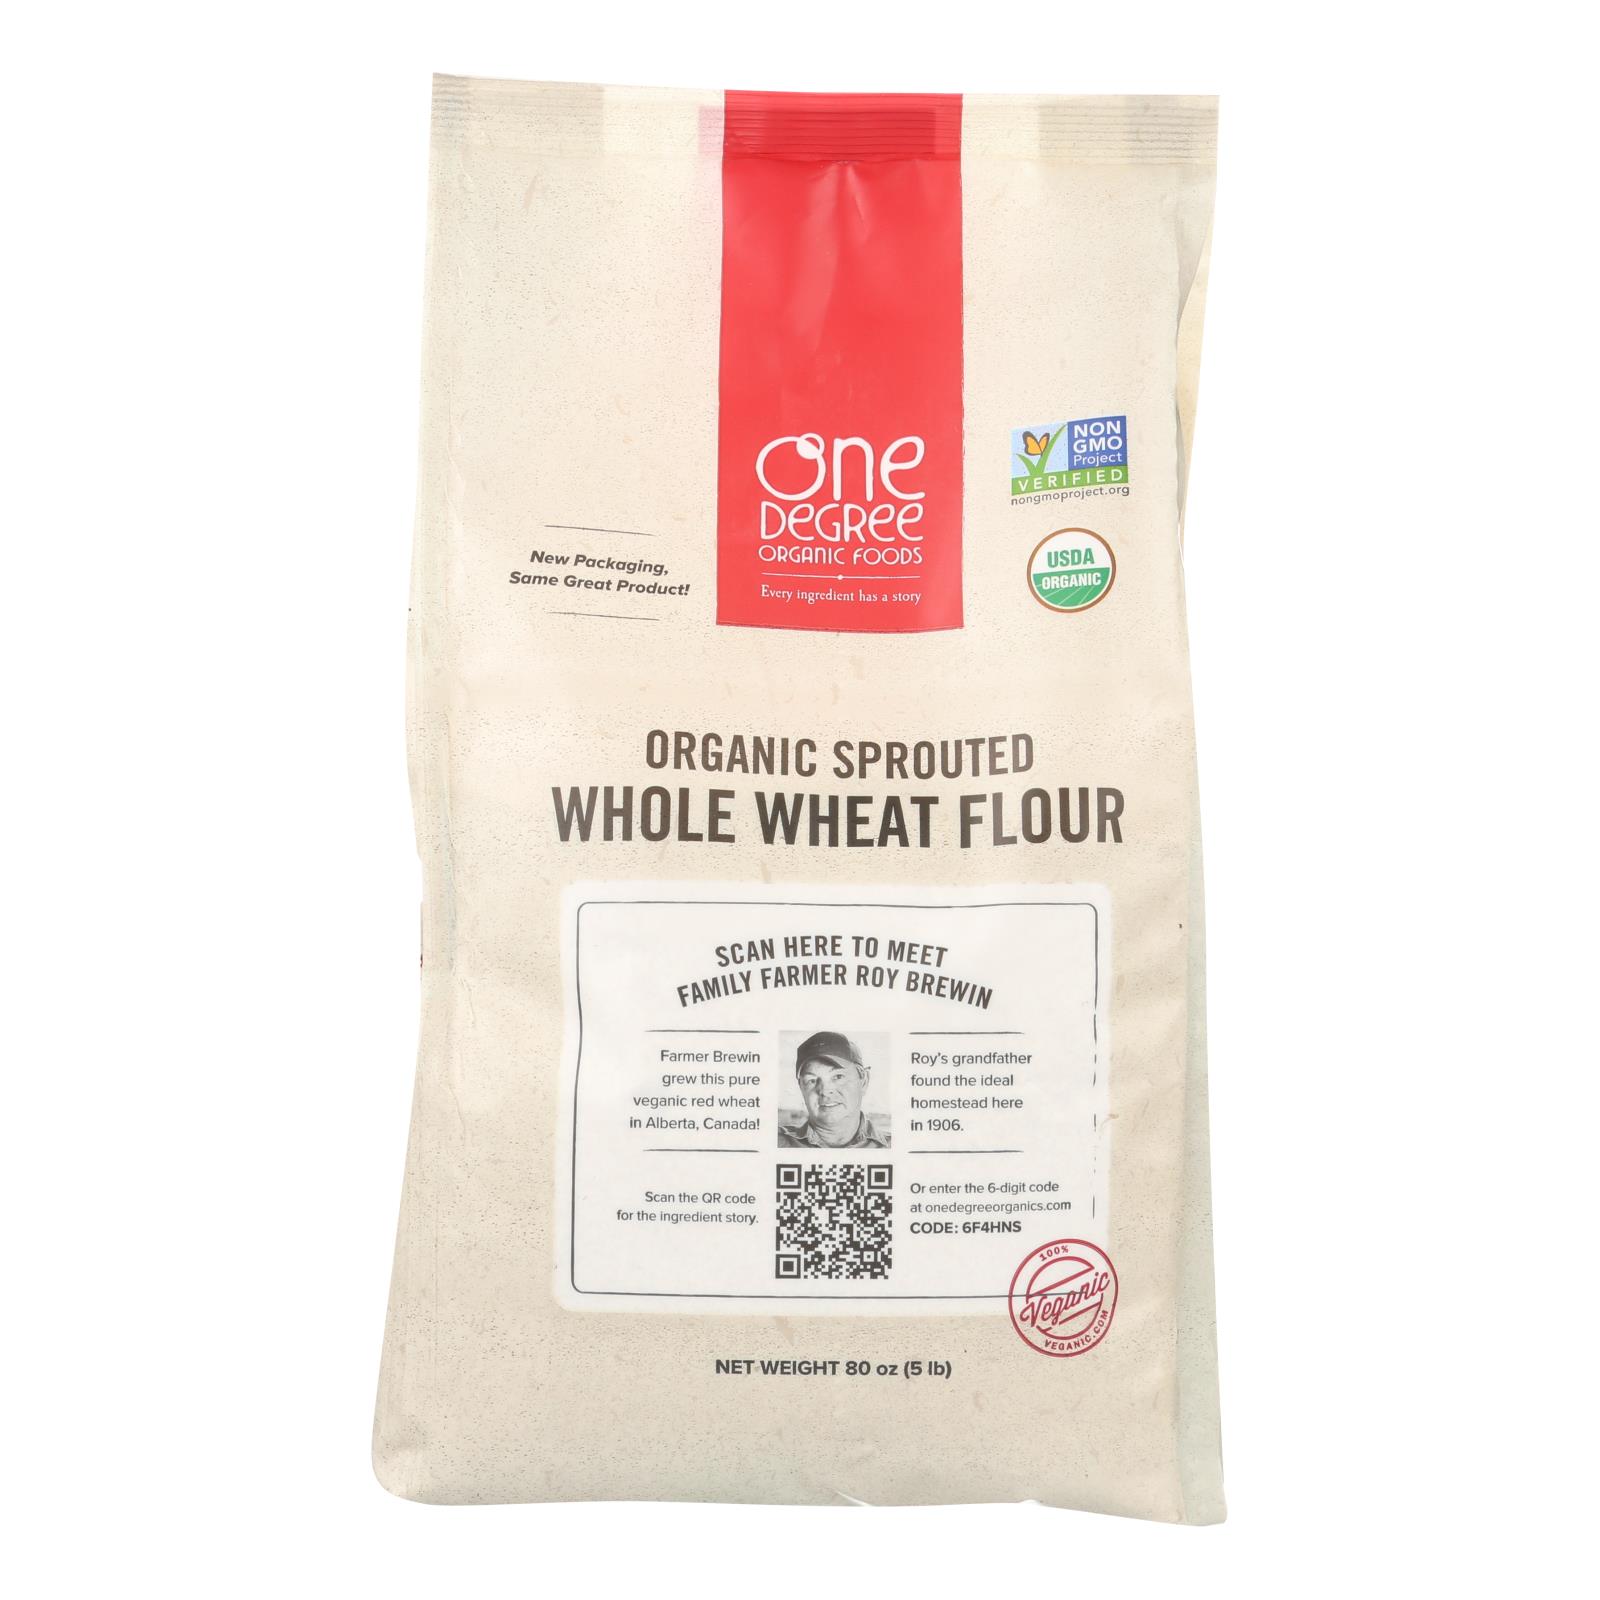 One
Degree
ORGANIC FOODS
Every ingredient has a story
NON
GMO
Project
VERIFIED
nongmoproject.org
USDA
ORGANIC
New Packaging,
Same Great Product!
ORGANIC SPROUTED
WHOLE WHEAT FLOUR
SCAN HERE TO MEET
FAMILY FARMER ROY BREWIN
Farmer Brewin
grew this pure
veganic red wheat
in Alberta, Canada!
Roy's grandfather
found the ideal
homestead here
in 1906.
Scan the QR code
for the ingredient story.
Or enter the 6-digit code
at onedegreeorganics.com
CODE: 6F4HNS
100%
Veganic
VEGANIC.COM
NET WEIGHT 80 oz (5 lb)